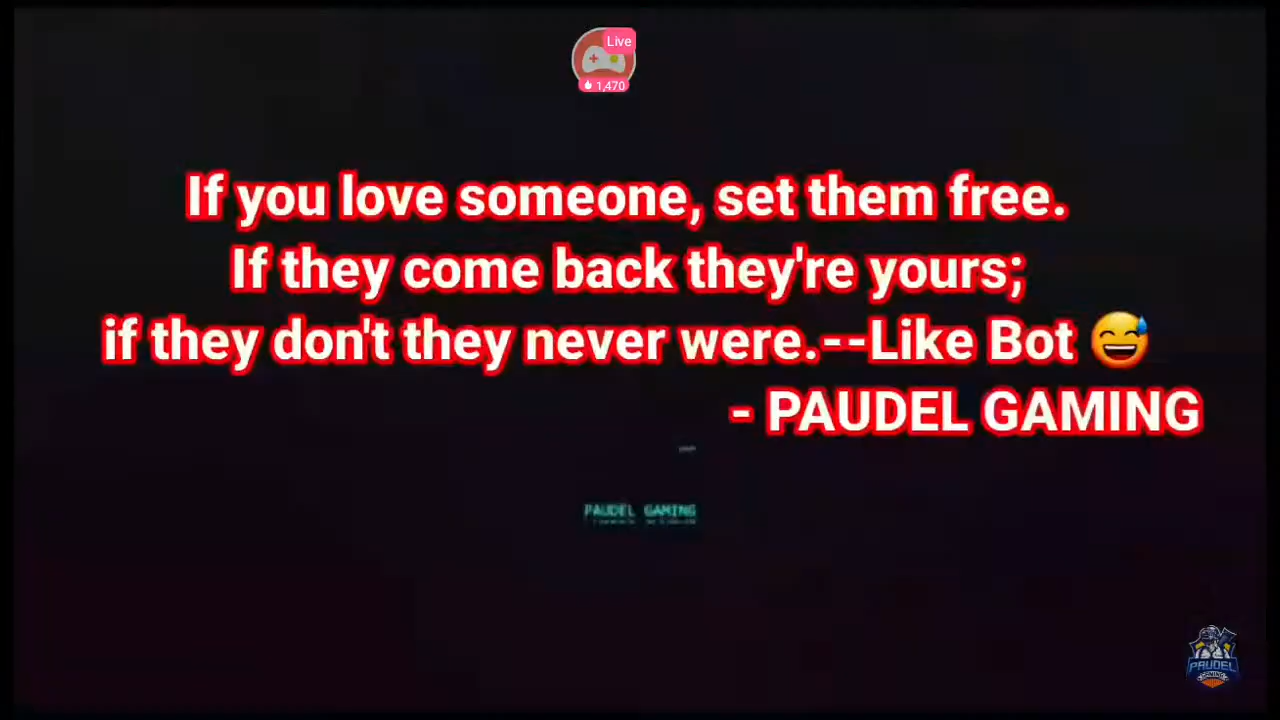 Live
1,470
If you love someone, set them free.
If they come back they're yours;
if they don't they never were.--Like Bot 😅
- PAUDEL GAMING
PAUDEL GAMING
PAUDEL
GAMING